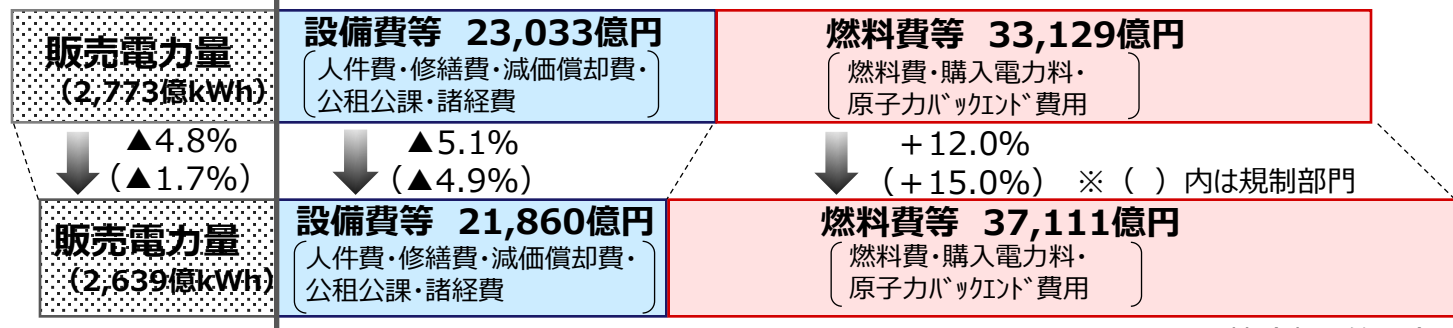 販売電力量
(2,773億kWh)
設備費等 23,033億円
人件費・修繕費・減価償却費・
公租公課・諸経費
燃料費等 33,129億円
燃料費・購入電力料・
原子力ﾊﾞｯｸｴﾝﾄﾞ費用
▲4.8%
(▲1.7%)
▲5.1%
(▲4.9%)
+12.0%
(+15.0%) ※( )内は規制部門
販売電力量
(2,639億kWh)
設備費等 21,860億円
人件費・修繕費・減価償却費・
公租公課・諸経費
燃料費等 37,111億円
燃料費・購入電力料・
原子力ﾊﾞｯｸｴﾝﾄﾞ費用